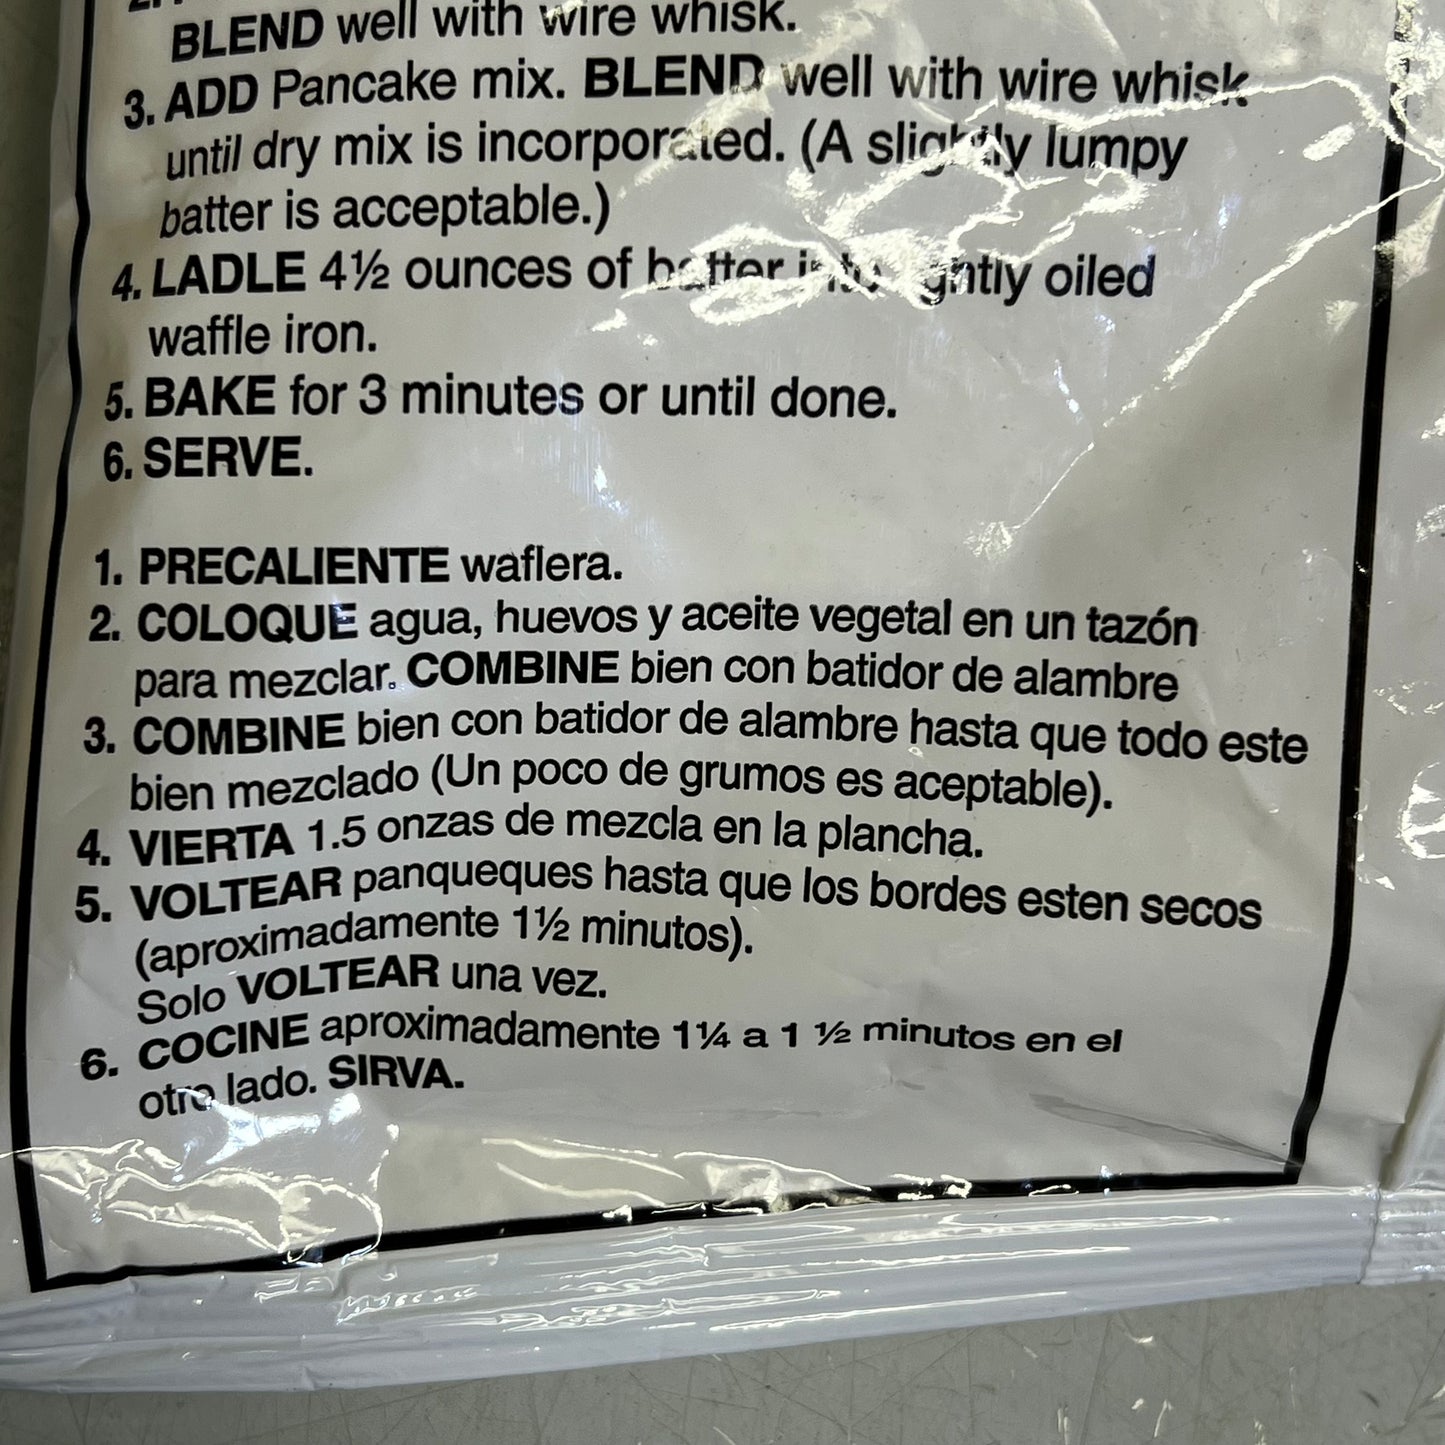 BLEND well with wire whisk.
3. ADD Pancake mix. BLEND well with wire whisk
until dry mix is incorporated. (A slightly lumpy
batter is acceptable.)
4. LADLE 4½ ounces of batter into lightly oiled
waffle iron.
5. BAKE for 3 minutes or until done.
6. SERVE.
1. PRECALIENTE waflera.
2. COLOQUE agua, huevos y aceite vegetal en un tazón
para mezclar. COMBINE bien con batidor de alambre
3. COMBINE bien con batidor de alambre hasta que todo este
bien mezclado (Un poco de grumos es aceptable).
4. VIERTA 1.5 onzas de mezcla en la plancha.
5. VOLTEAR panqueques hasta que los bordes esten secos
(aproximadamente 1½ minutos).
Solo VOLTEAR una vez.
6. COCINE aproximadamente 1¼ a 1 ½ minutos en el
otro lado. SIRVA.